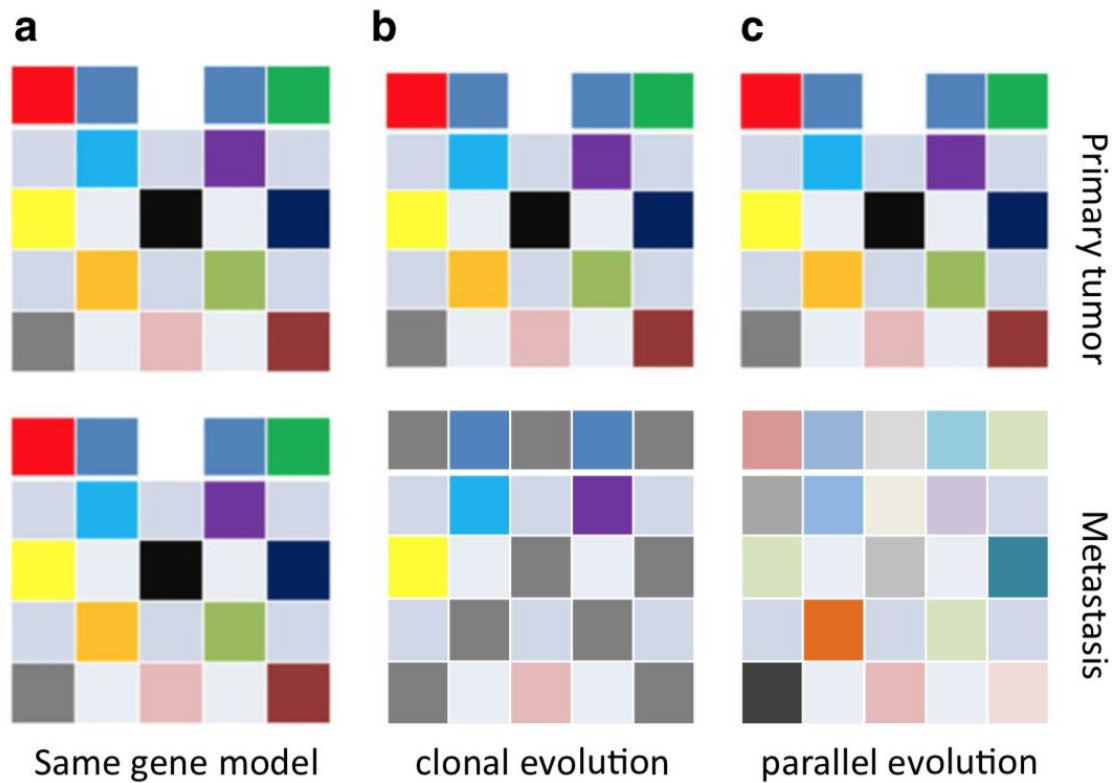 a
b
c
Primary tumor
Metastasis
Same gene model
clonal evolution
parallel evolution